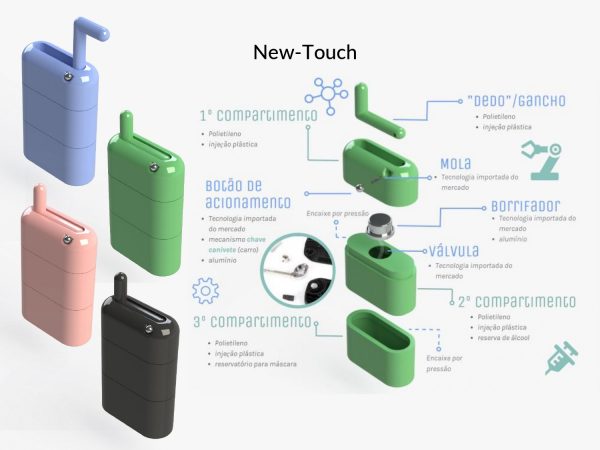 New-Touch
"DEDO"/GANCHO
Polietileno
injeção plástica
1º COMPARTIMENTO
Polietileno
injeção plástica
MOLA
Tecnologia importada do
mercado
BOTÃO DE
ACIONAMENTO
Tecnologia importada
do mercado
mecanismo chave
canivete (carro)
alumínio
Encaixe por pressão
BORRIFADOR
Tecnologia importada do
mercado
alumínio
VÁLVULA
Tecnologia importada do
mercado
2º COMPARTIMENTO
Polietileno
injeção plástica
reserva de álcool
3º COMPARTIMENTO
Polietileno
injeção plástica
reservatório para máscara
Encaixe por
pressão